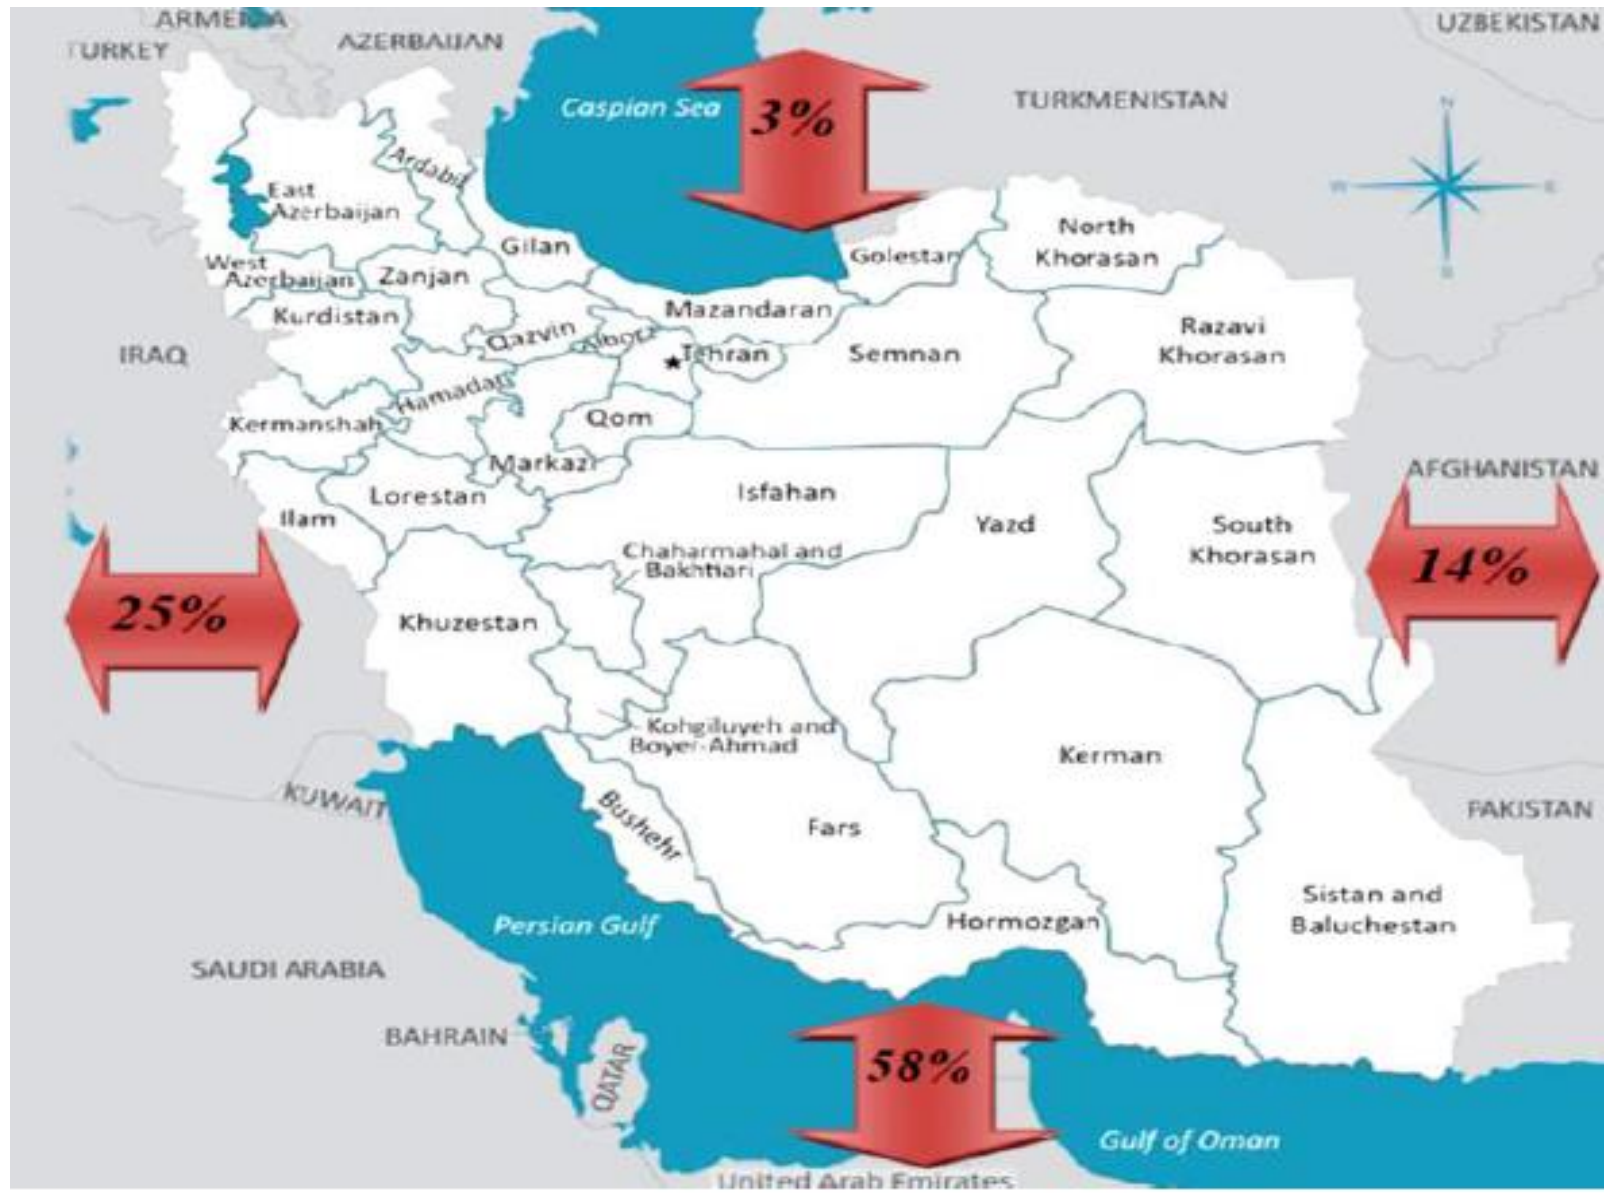 ARMENIA
UZBEKISTAN
AZERBAIJAN
TURKEY
Caspian Sea
3%
TURKMENISTAN
N
Ardabil
W
E
East
Azerbaijan
S
Gilan
North
Khorasan
Golestan
West
Azerbaijan
Zanjan
Kurdistan
Mazandaran
Razavi
Khorasan
Qazvin
Alborz
Tehran
Semnan
IRAQ
Hamadan
Kermanshah
Qom
Markazi
AFGHANISTAN
Lorestan
Isfahan
Ilam
Yazd
South
Khorasan
Chaharmahal and
Bakhtiari
14%
25%
Khuzestan
Kohgiluyeh and
Boyer-Ahmad
Kerman
KUWAIT
Bushehr
Fars
PAKISTAN
Sistan and
Baluchestan
Hormozgan
Persian Gulf
SAUDI ARABIA
BAHRAIN
QATAR
58%
Gulf of Oman
United Arab Emirates